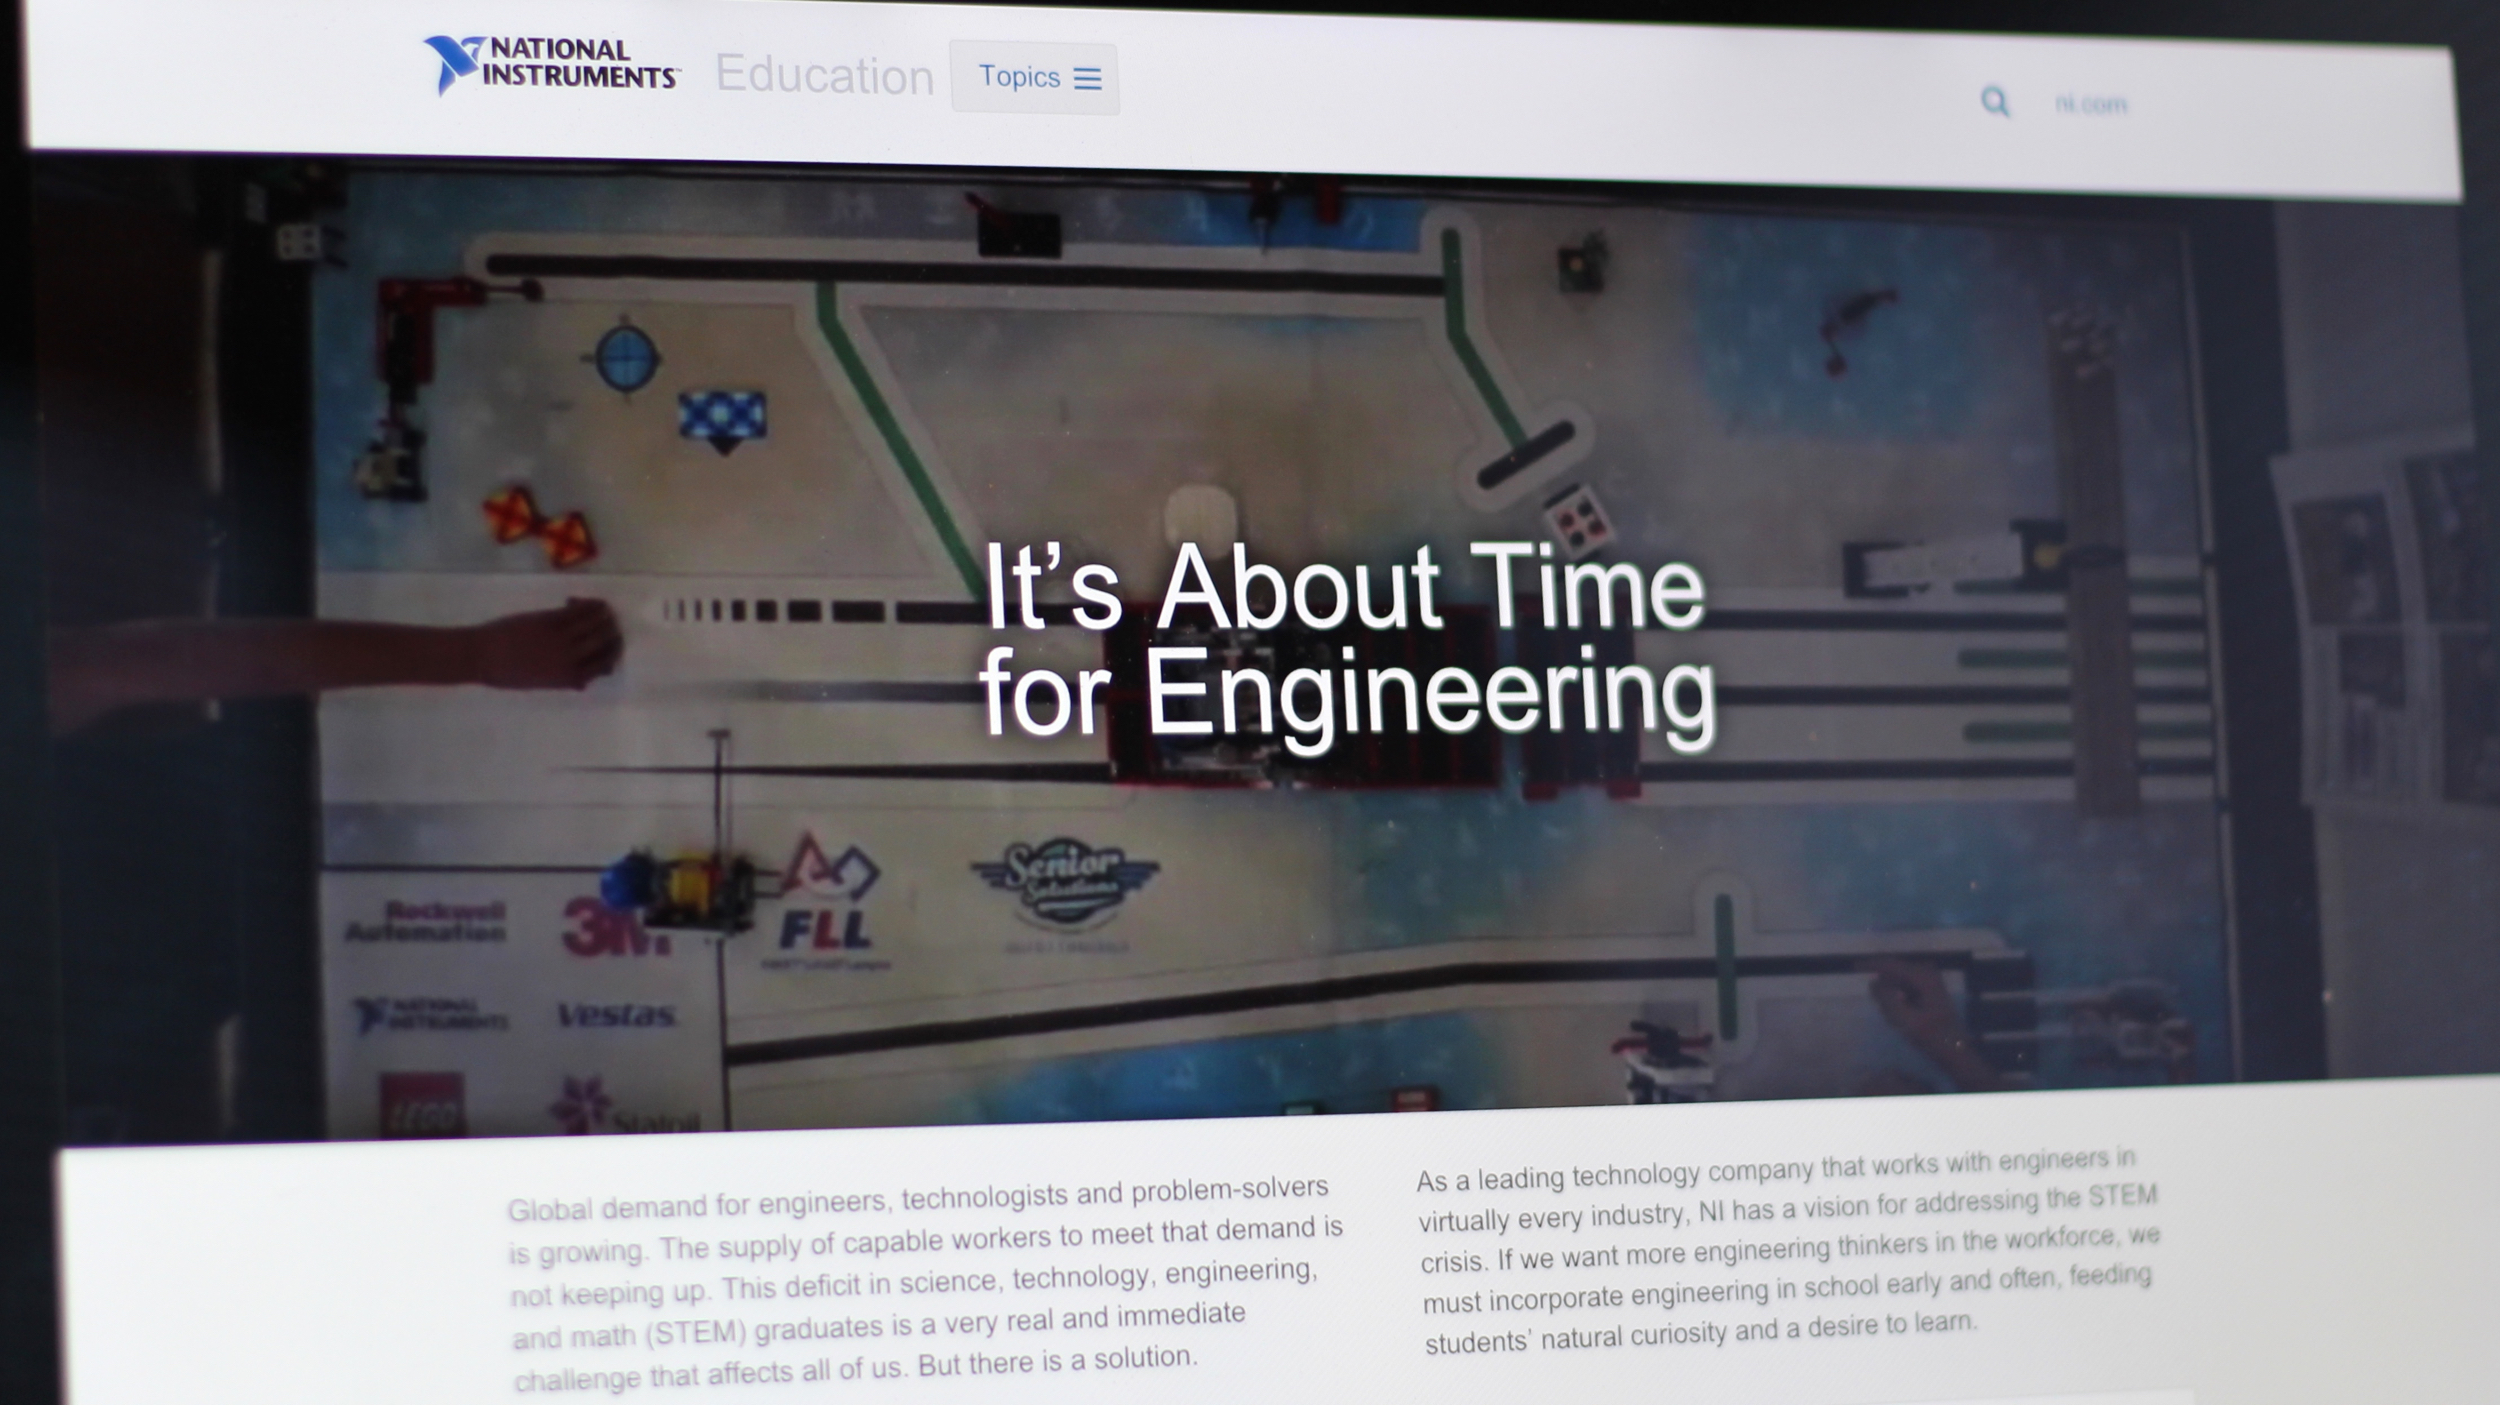 NATIONAL
INSTRUMENTS™
Education
Topics
ni.com
It's About Time
for Engineering
Senior
Solutions
Rockwell
Automation
3M
FLL
NATIONAL
INSTRUMENTS
Vestas
LEGO
Statoil
Global demand for engineers, technologists and problem-solvers
is growing. The supply of capable workers to meet that demand is
not keeping up. This deficit in science, technology, engineering,
and math (STEM) graduates is a very real and immediate
challenge that affects all of us. But there is a solution.
As a leading technology company that works with engineers in
virtually every industry, NI has a vision for addressing the STEM
crisis. If we want more engineering thinkers in the workforce, we
must incorporate engineering in school early and often, feeding
students' natural curiosity and a desire to learn.